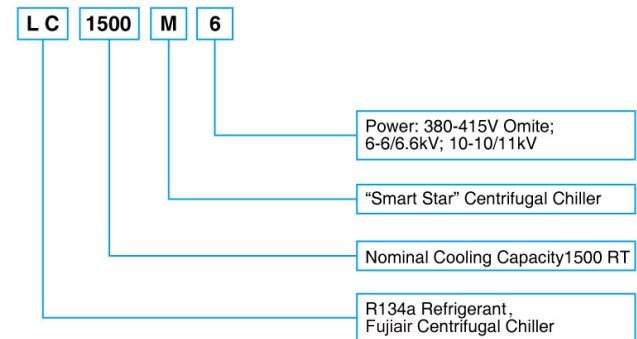 L C 1500 M 6
Power: 380-415V Omite;
6-6/6.6kV; 10-10/11kV
“Smart Star” Centrifugal Chiller
Nominal Cooling Capacity1500 RT
R134a Refrigerant,
Fujiair Centrifugal Chiller